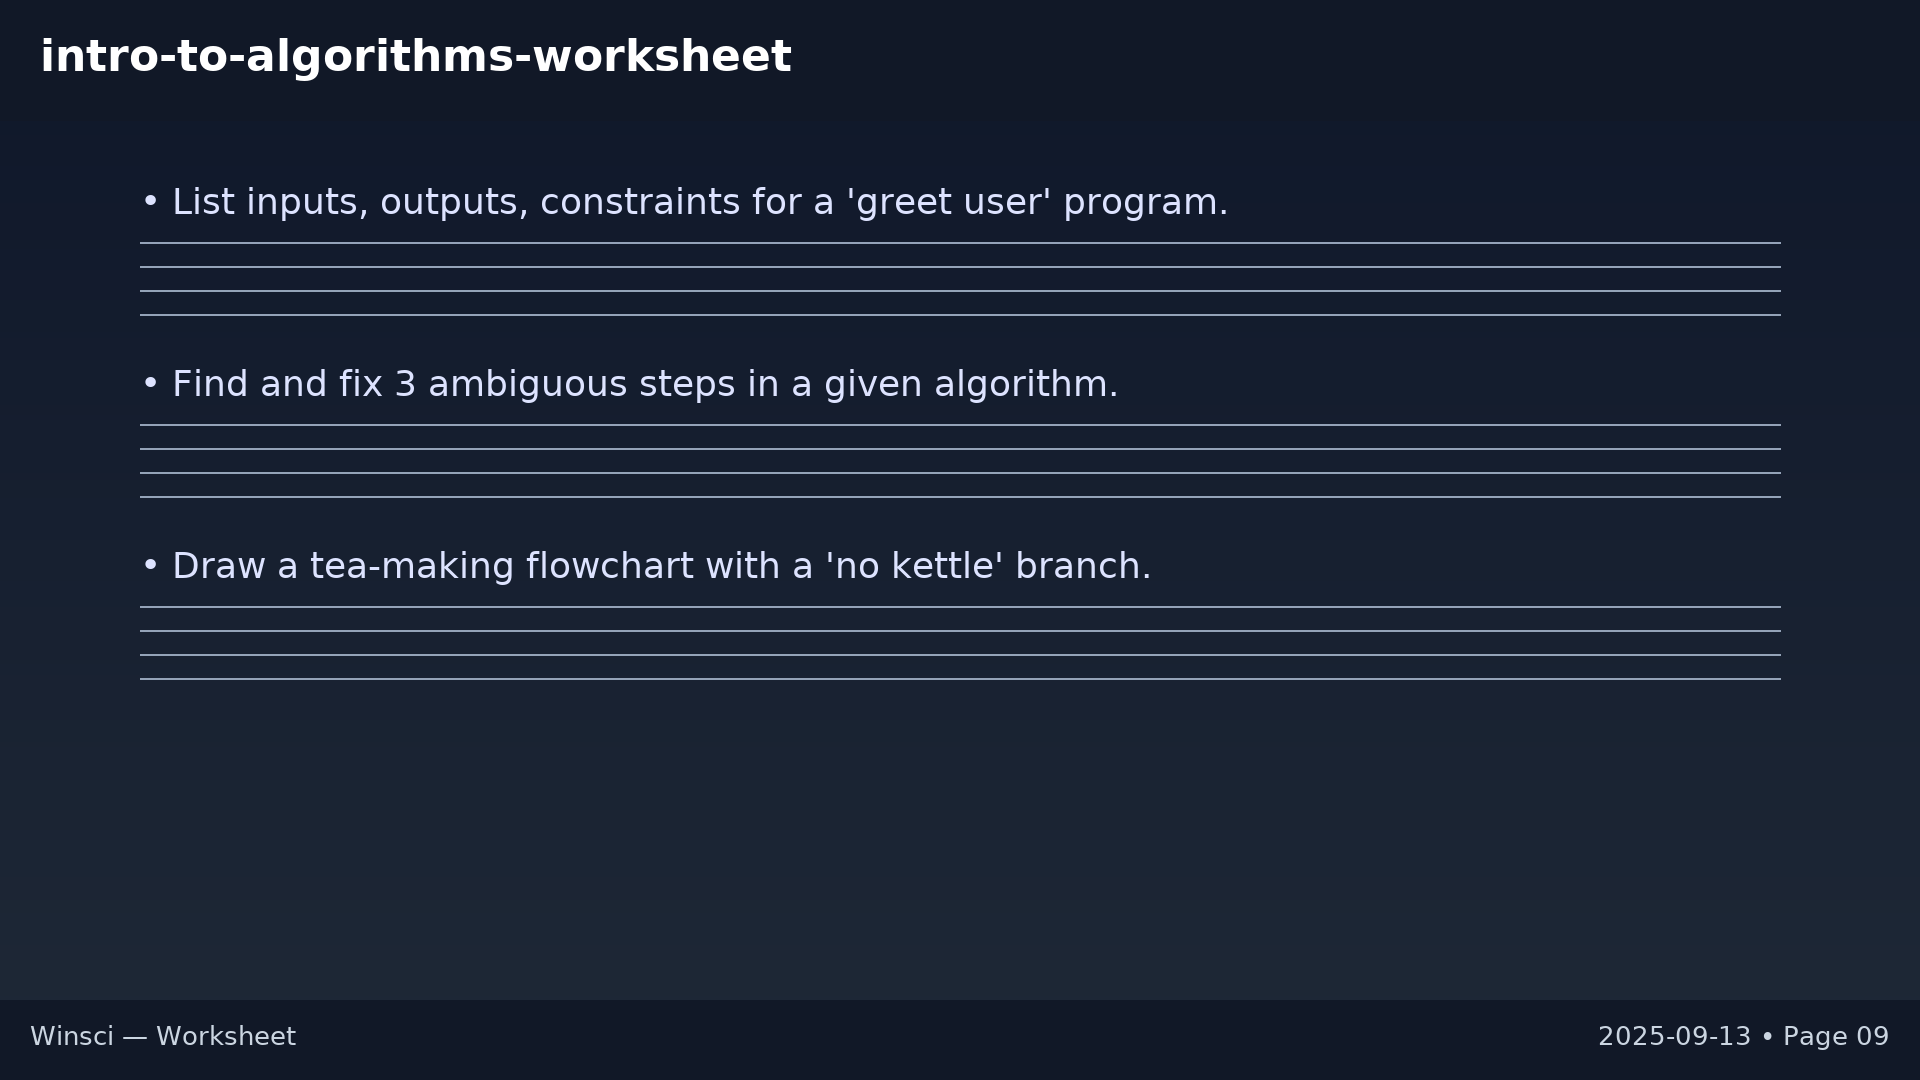 intro-to-algorithms-worksheet
• List inputs, outputs, constraints for a 'greet user' program.
• Find and fix 3 ambiguous steps in a given algorithm.
• Draw a tea-making flowchart with a 'no kettle' branch.
Winsci — Worksheet
2025-09-13 • Page 09